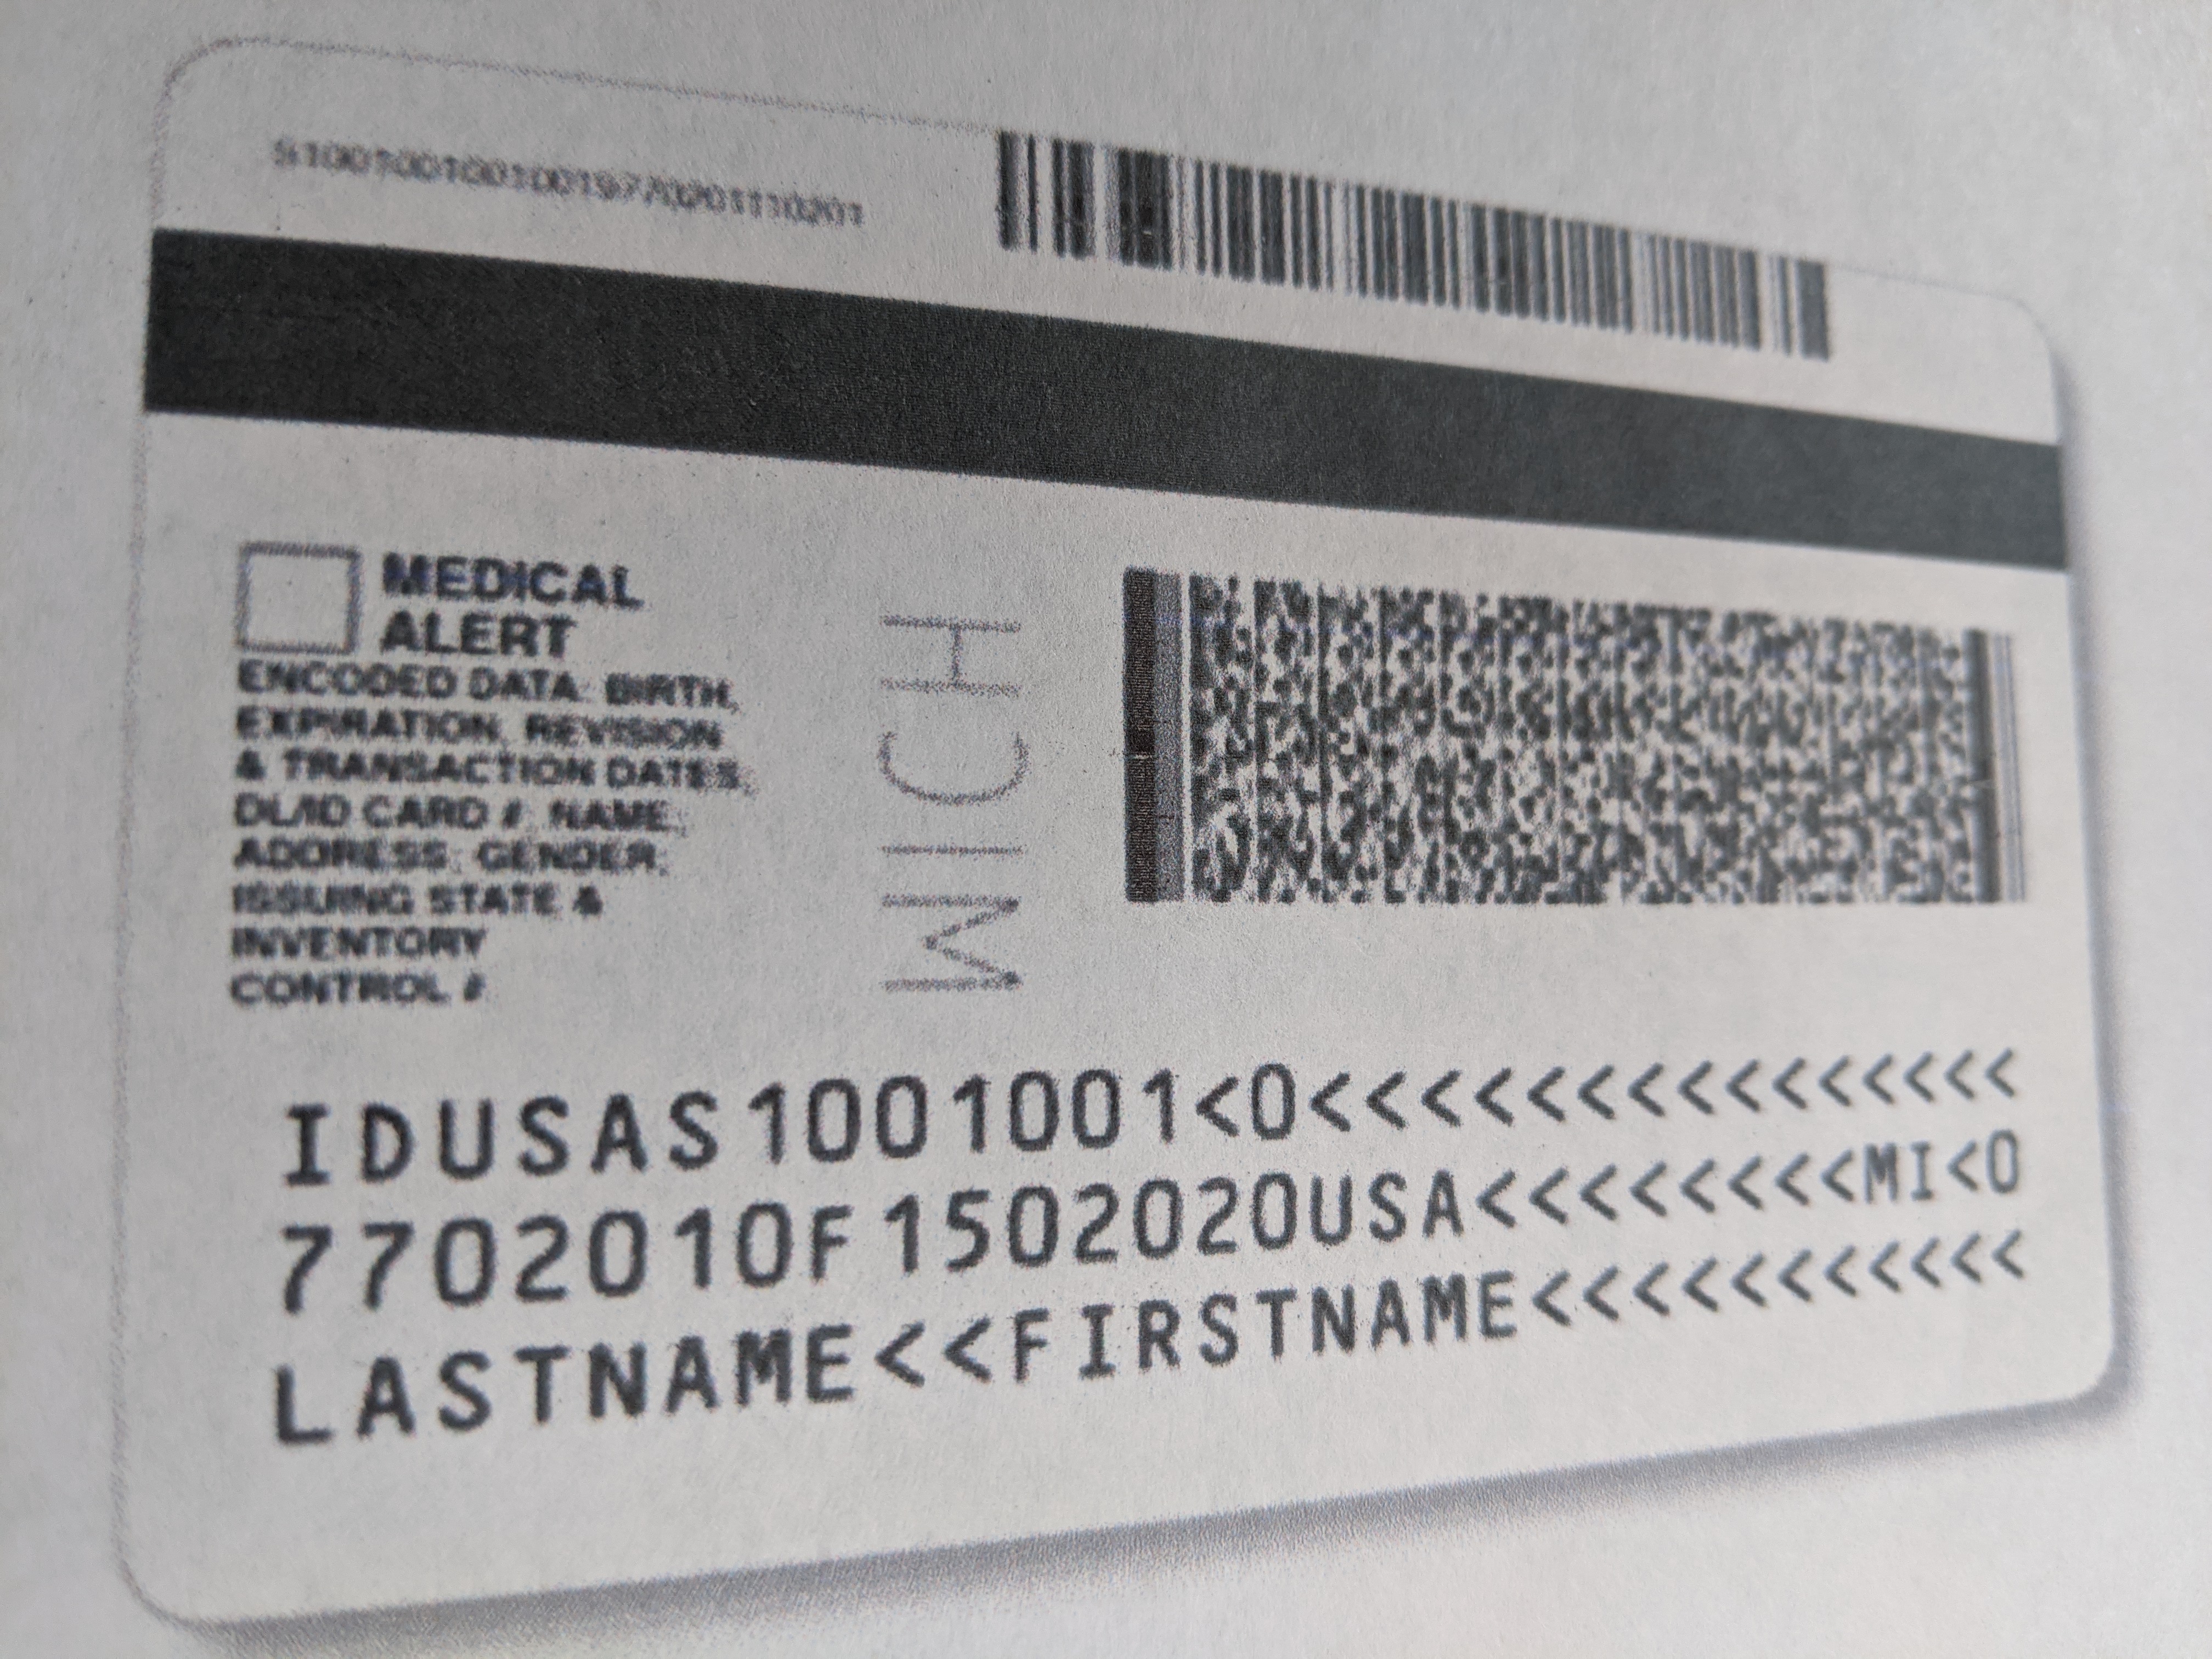 MEDICAL
ALERT
ENCODED DATA: BIRTH,
EXPIRATION, REVISION
& TRANSACTION DATES,
DL/ID CARD #, NAME,
ADDRESS, GENDER,
ISSUING STATE &
INVENTORY
CONTROL #
MICH
IDUSAS1001001<0<<<<<<<<<<<<<<<
7702010F1502020USA<<<<<<<<MI<0
LASTNAME<<FIRSTNAME<<<<<<<<<<<